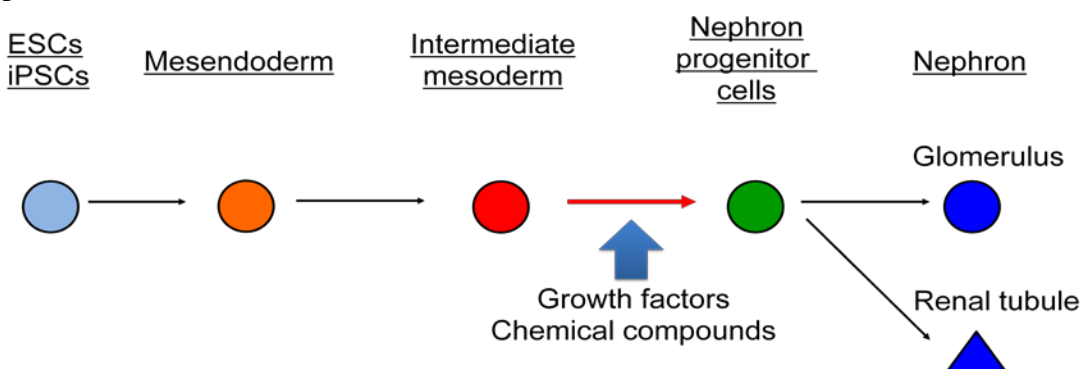 ESCs
iPSCs
Mesendoderm
Intermediate
mesoderm
Nephron
progenitor
cells
Nephron
Glomerulus
Growth factors
Chemical compounds
Renal tubule